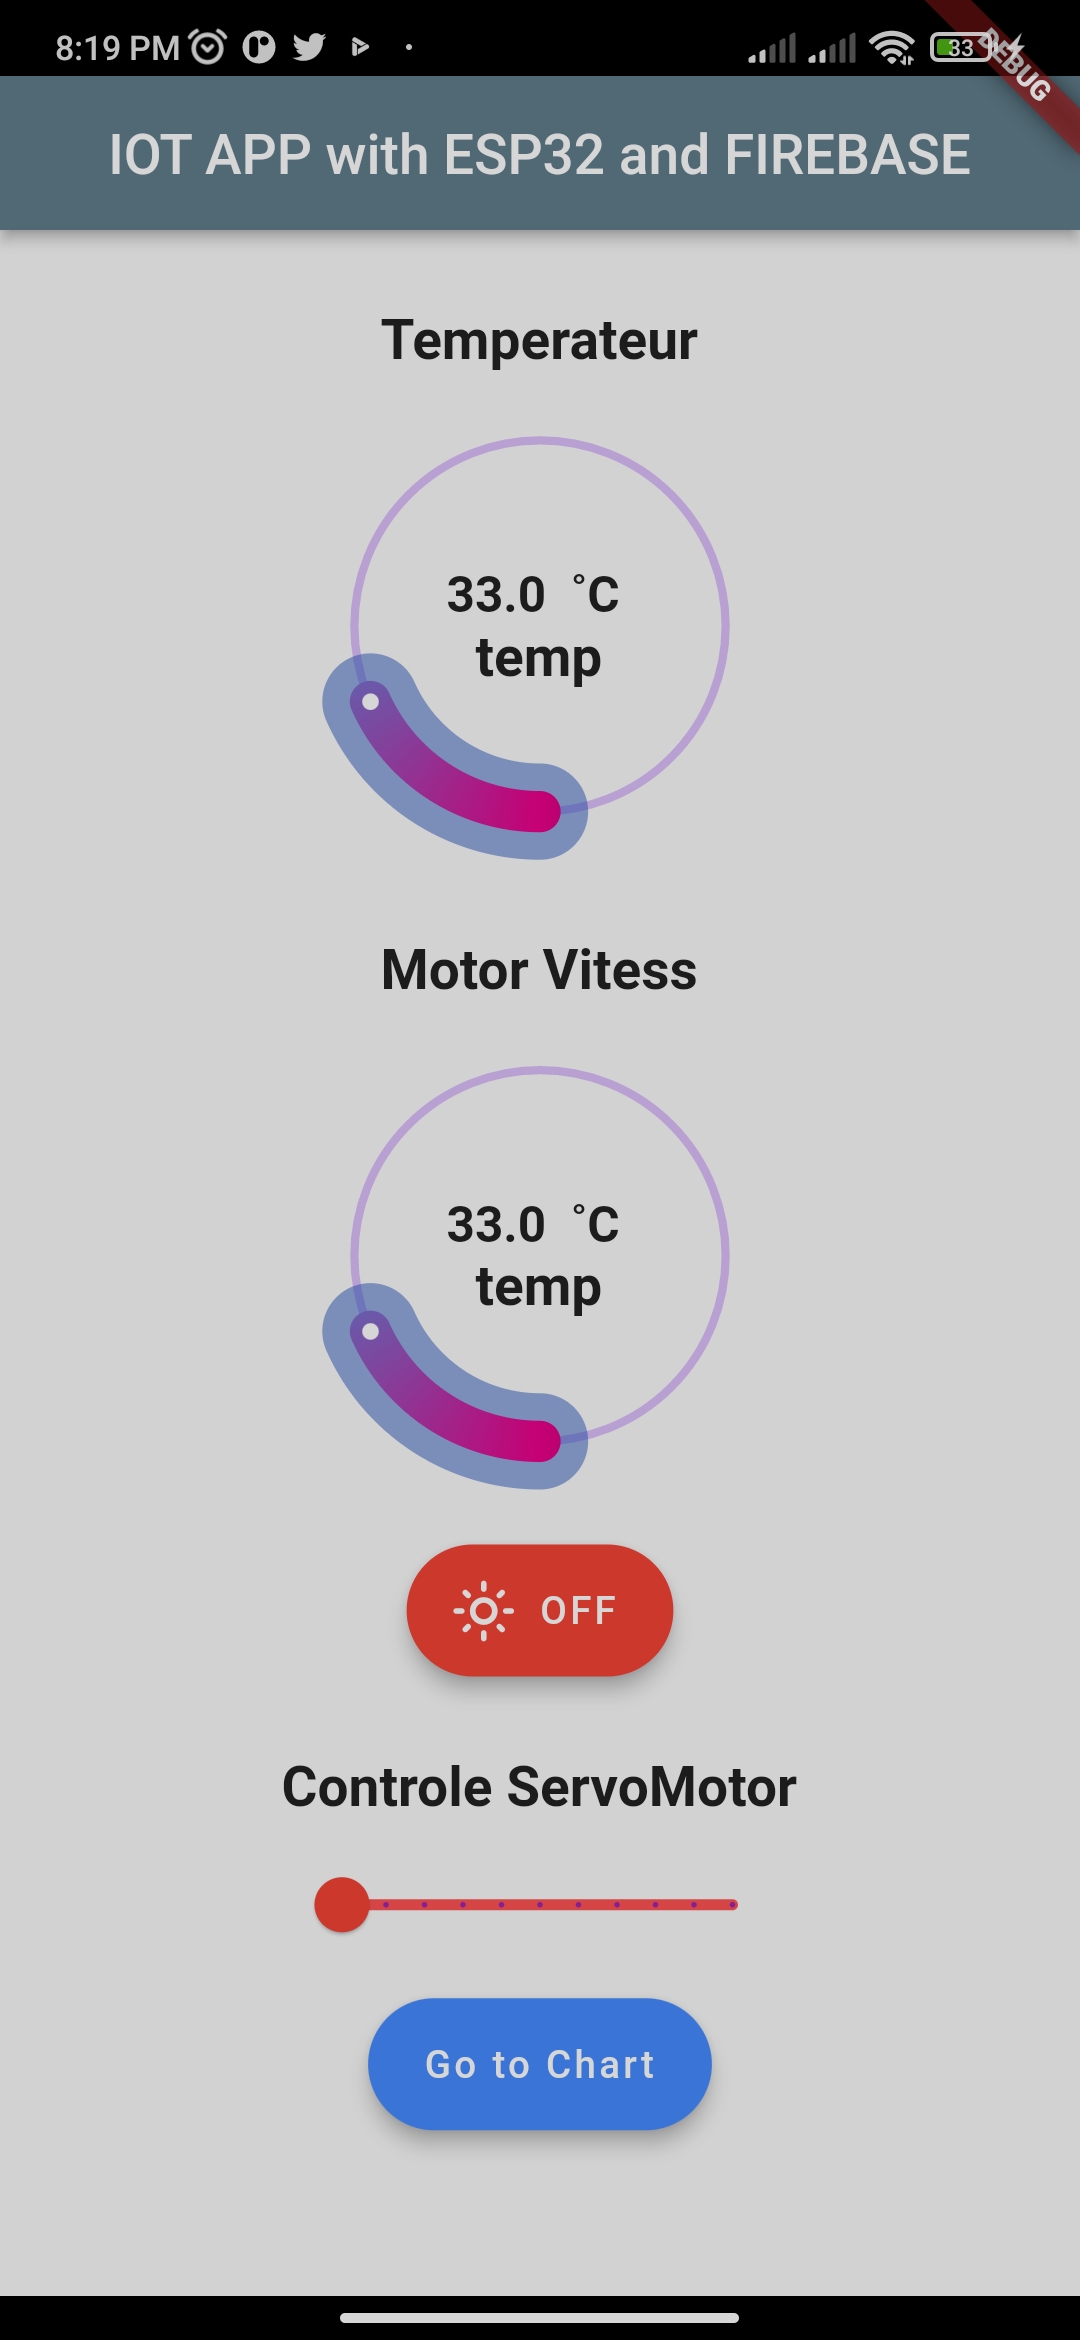 8:19 PM
33
DEBUG
IOT APP with ESP32 and FIREBASE
Temperateur
33.0 °C
temp
Motor Vitess
33.0 °C
temp
OFF
Controle ServoMotor
Go to Chart